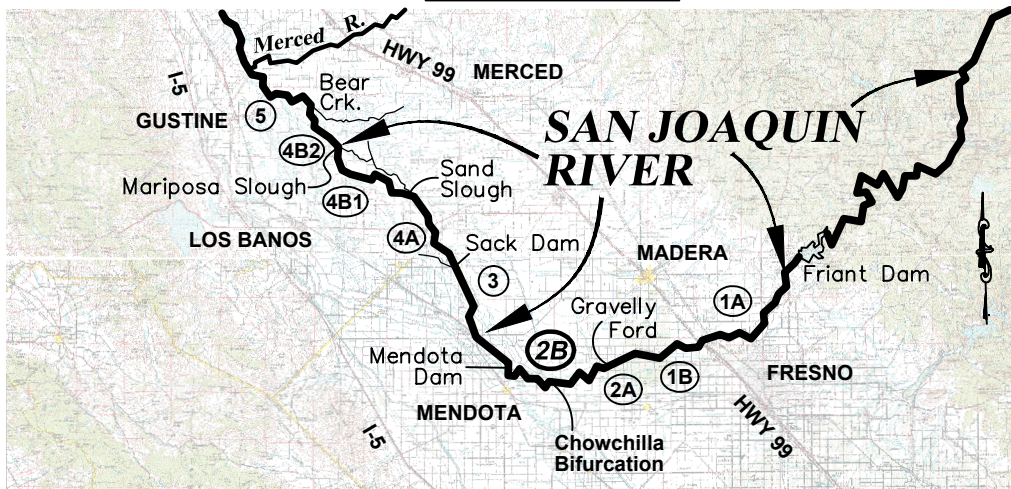 Merced R.
HWY 99
MERCED
I-5
Bear
Crk.
GUSTINE
5
SAN JOAQUIN
RIVER
4B2
Mariposa Slough
Sand
Slough
4B1
LOS BANOS
4A
Sack Dam
MADERA
Friant Dam
3
1A
Gravelly
Ford
2B
Mendota
Dam
FRESNO
1B
2A
MENDOTA
HWY 99
I-5
Chowchilla
Bifurcation